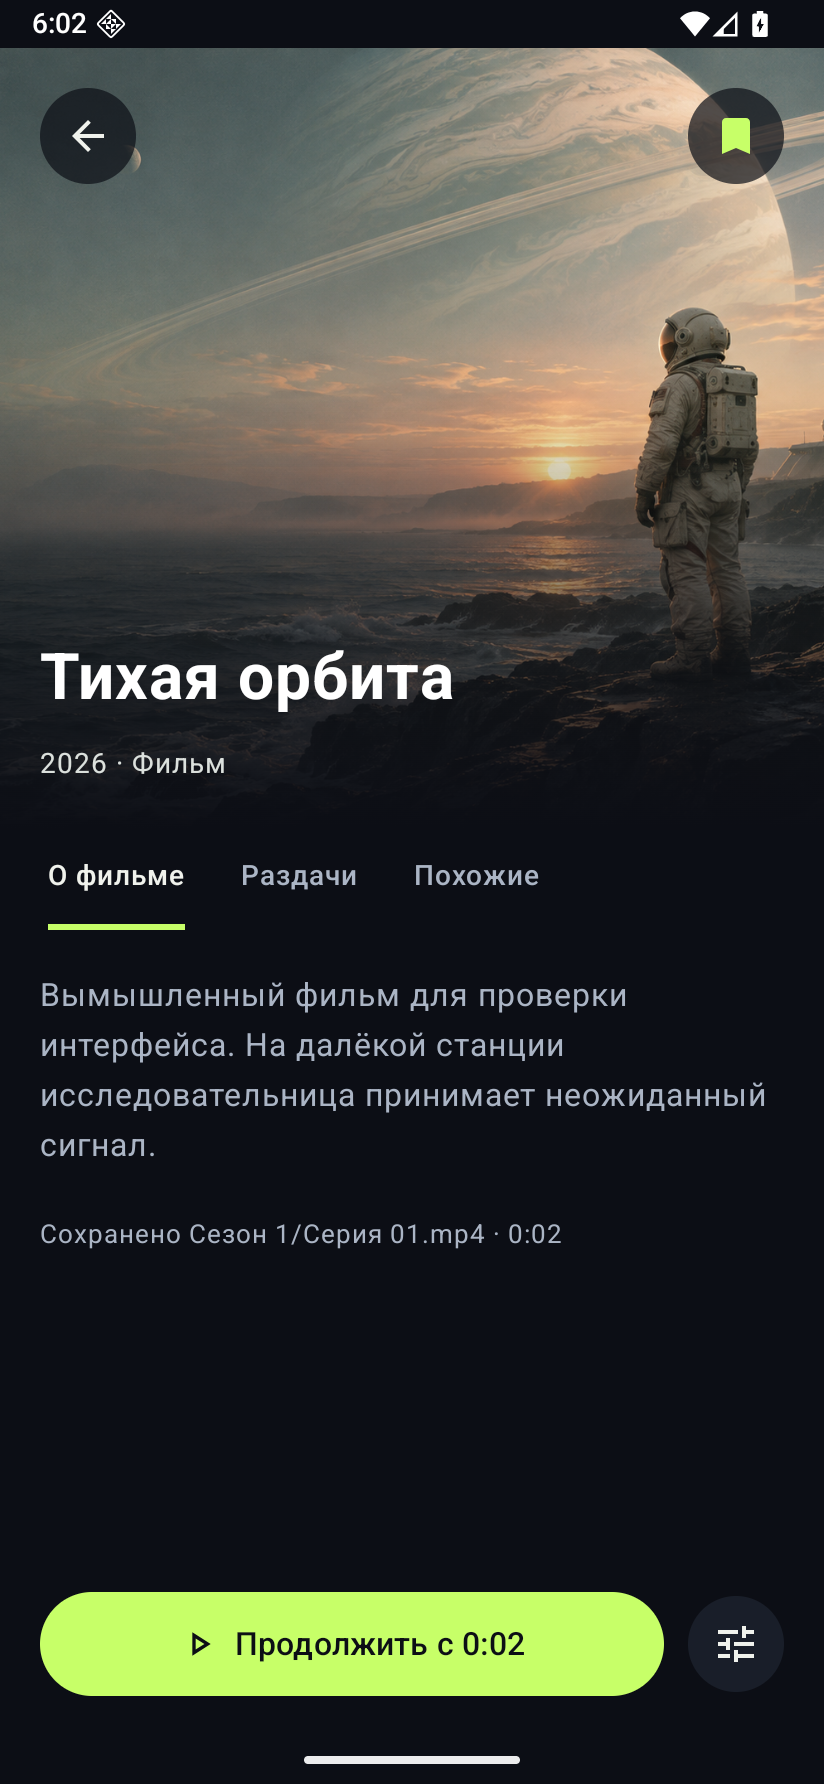 6:02
Тихая орбита
2026 · Фильм
О фильме
Раздачи
Похожие
Вымышленный фильм для проверки
интерфейса. На далёкой станции
исследовательница принимает неожиданный
сигнал.
Сохранено Сезон 1/Серия 01.mp4 · 0:02
Продолжить с 0:02